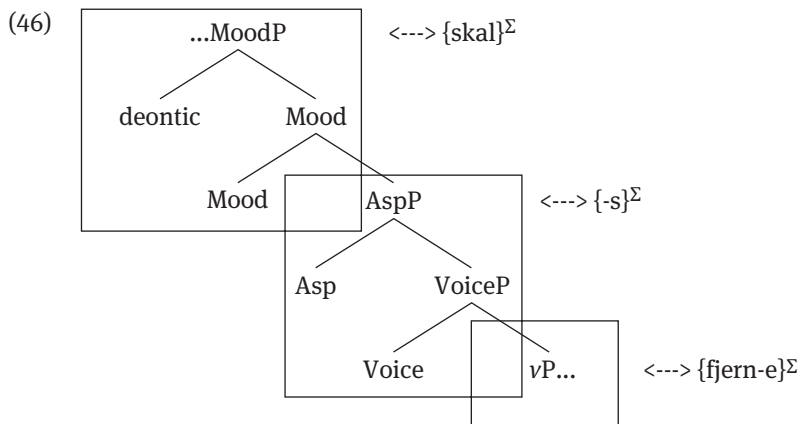 (46)
...MoodP <---> {skal}Σ
deontic Mood
Mood AspP <---> {-s}Σ
Asp VoiceP
Voice vP... <---> {fjern-e}Σ